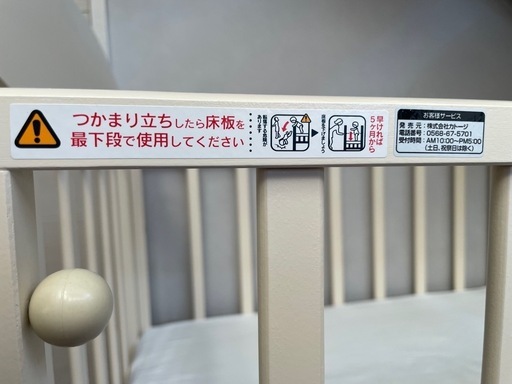 つかまり立ちしたら床板を
最下段で使用してください
早ければ
5ヶ月から
お客様サービス
発売元：株式会社カトージ
電話番号：0568-67-5701
受付時間：AM10:00～PM5:00
(土日、祝祭日は除く)